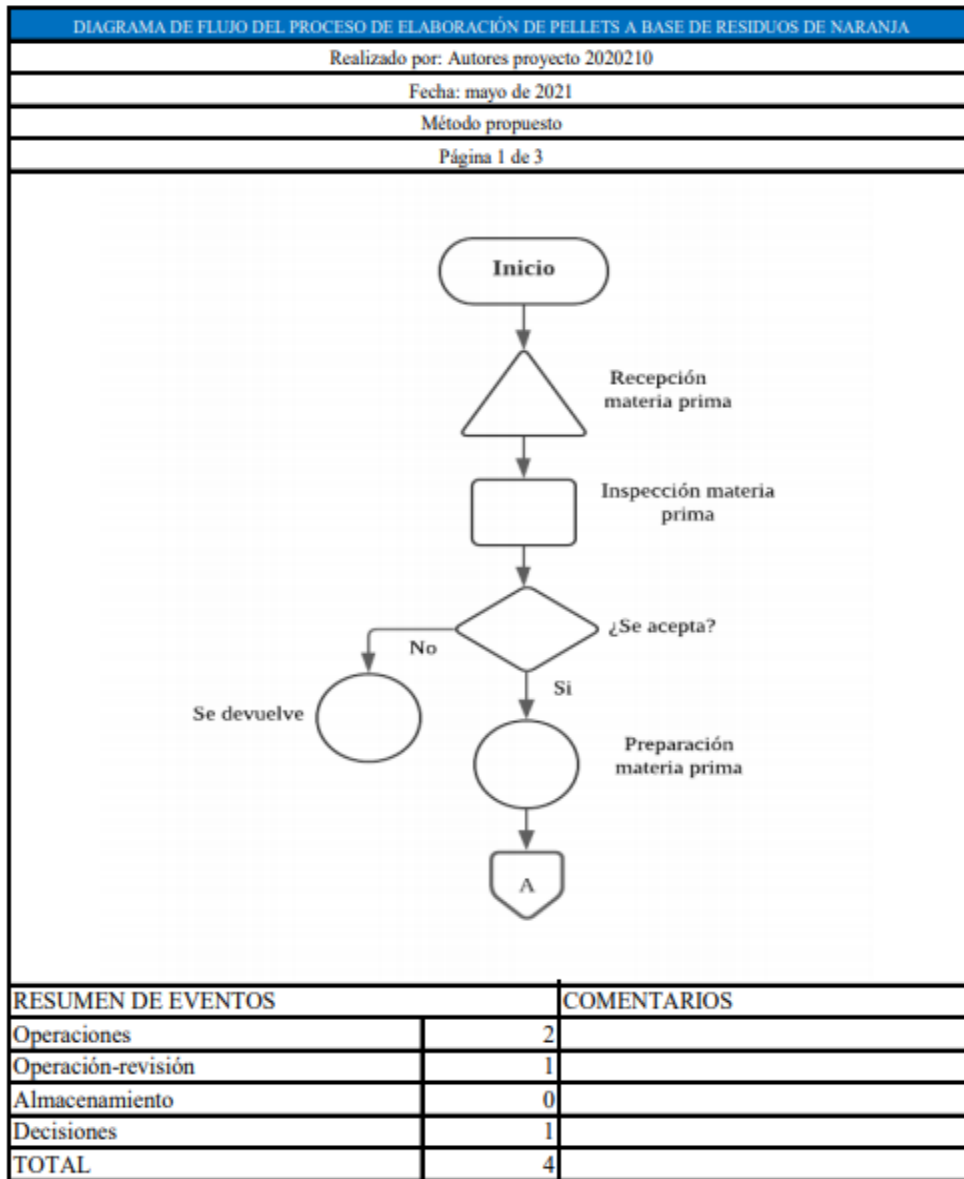 DIAGRAMA DE FLUJO DEL PROCESO DE ELABORACIÓN DE PELLETS A BASE DE RESIDUOS DE NARANJA
Realizado por: Autores proyecto 2020210
Fecha: mayo de 2021
Método propuesto
Página 1 de 3
Inicio
Recepción
materia prima
Inspección materia
prima
¿Se acepta?
No
Si
Se devuelve
Preparación
materia prima
A
RESUMEN DE EVENTOS COMENTARIOS
Operaciones 2
Operación-revisión 1
Almacenamiento 0
Decisiones 1
TOTAL 4